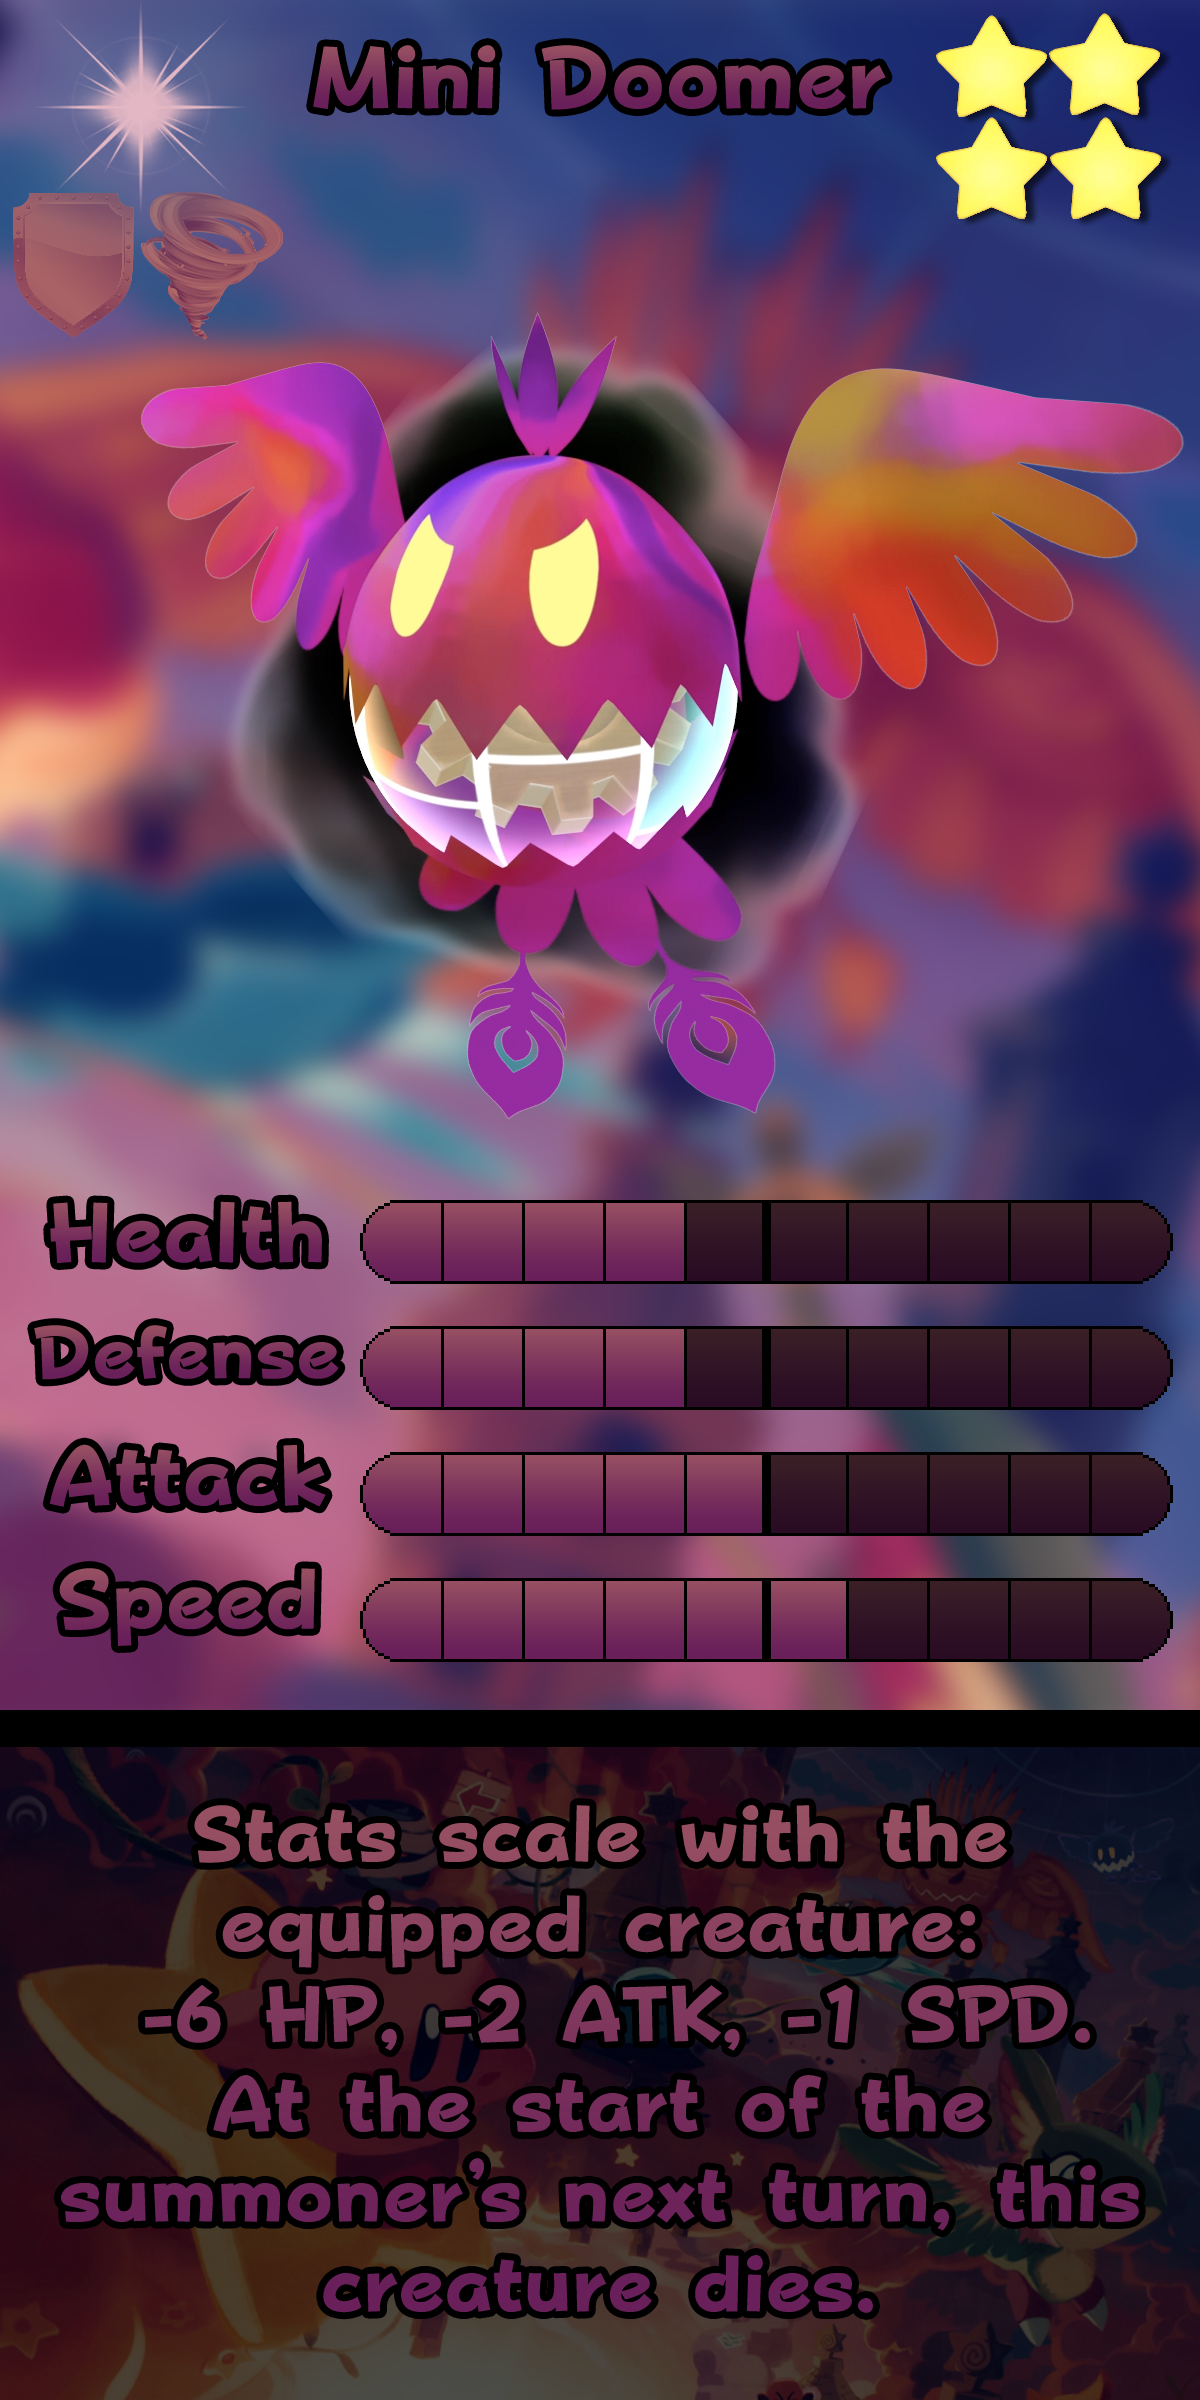 Mini Doomer
Health
Defense
Attack
Speed
Stats scale with the
equipped creature:
-6 HP, -2 ATK, -1 SPD.
At the start of the
summoner's next turn, this
creature dies.